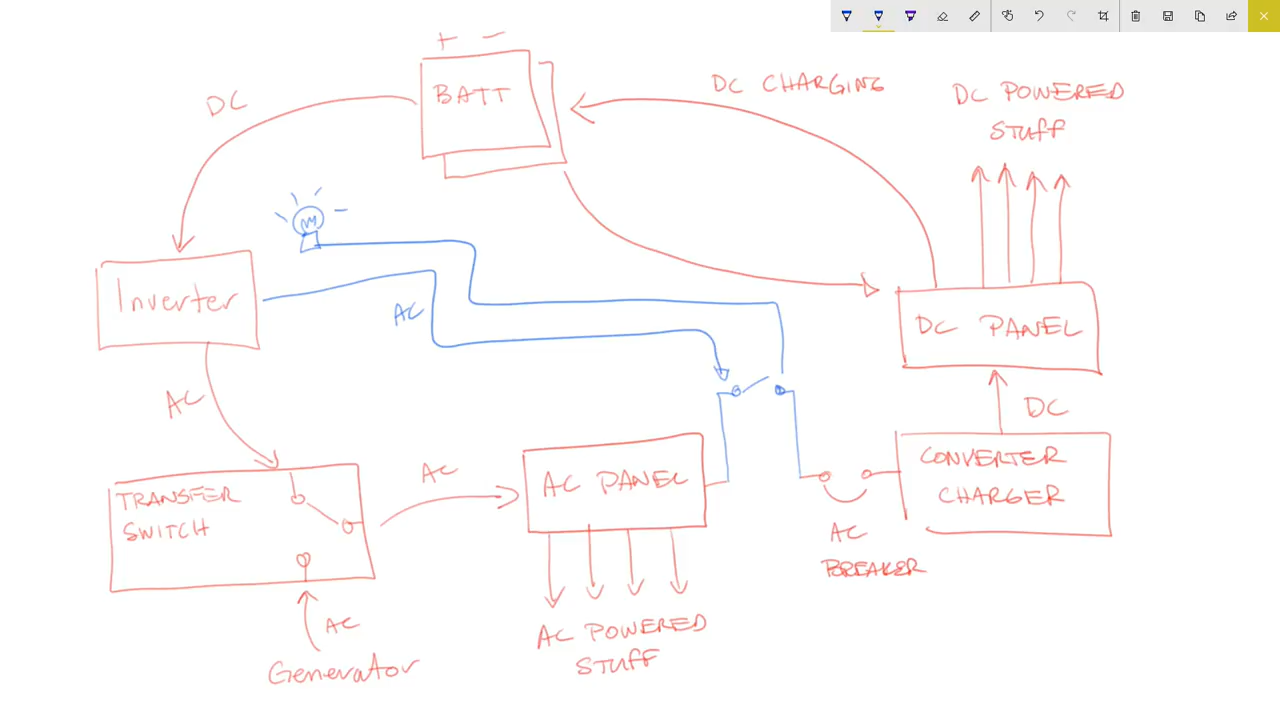 + -
BATT
DC
DC CHARGING
DC POWERED
STUFF
Inverter
AC
DC PANEL
AC
DC
TRANSFER
SWITCH
AC
AC PANEL
CONVERTER
CHARGER
AC
BREAKER
AC
Generator
AC POWERED
STUFF